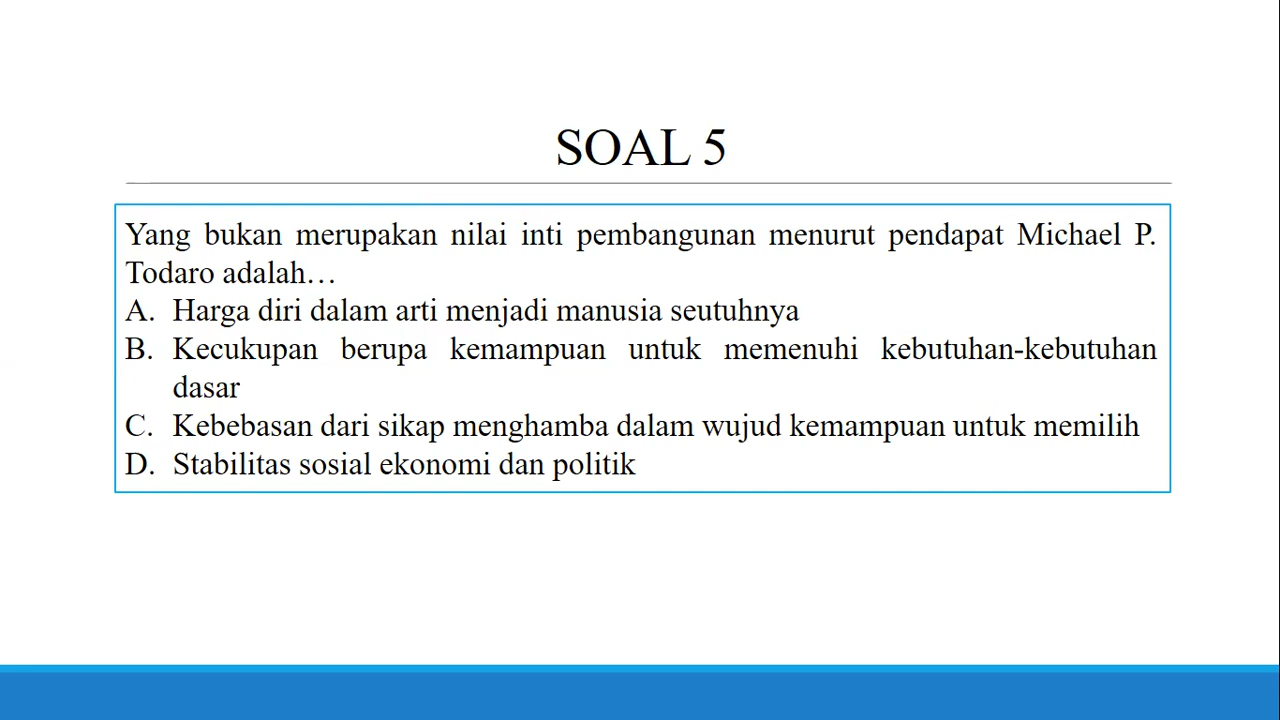 SOAL 5
Yang bukan merupakan nilai inti pembangunan menurut pendapat Michael P.
Todaro adalah…
A. Harga diri dalam arti menjadi manusia seutuhnya
B. Kecukupan berupa kemampuan untuk memenuhi kebutuhan-kebutuhan
dasar
C. Kebebasan dari sikap menghamba dalam wujud kemampuan untuk memilih
D. Stabilitas sosial ekonomi dan politik